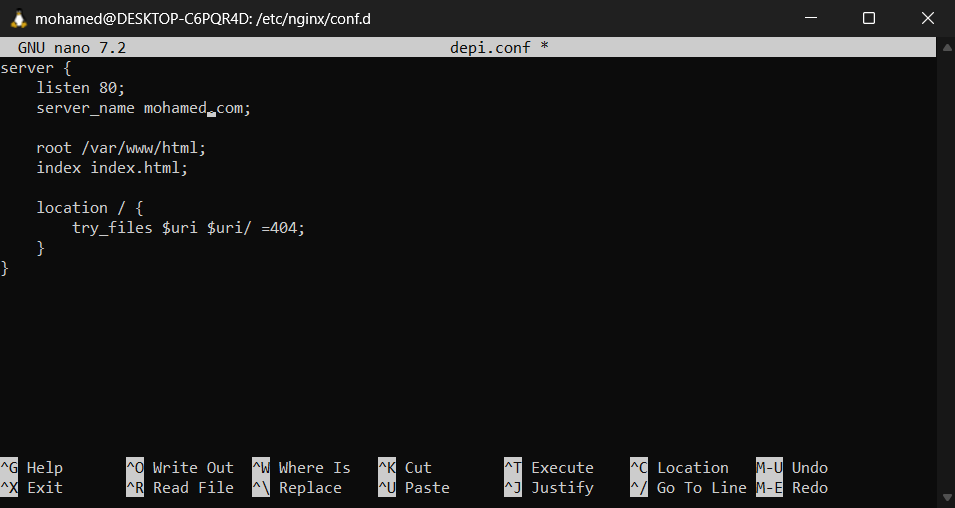 mohamed@DESKTOP-C6PQR4D: /etc/nginx/conf.d
GNU nano 7.2 depi.conf *
server {
    listen 80;
    server_name mohamed.com;

    root /var/www/html;
    index index.html;

    location / {
        try_files $uri $uri/ =404;
    }
}
^G Help ^O Write Out ^W Where Is ^K Cut ^T Execute ^C Location M-U Undo
^X Exit ^R Read File ^\ Replace ^U Paste ^J Justify ^/ Go To Line M-E Redo